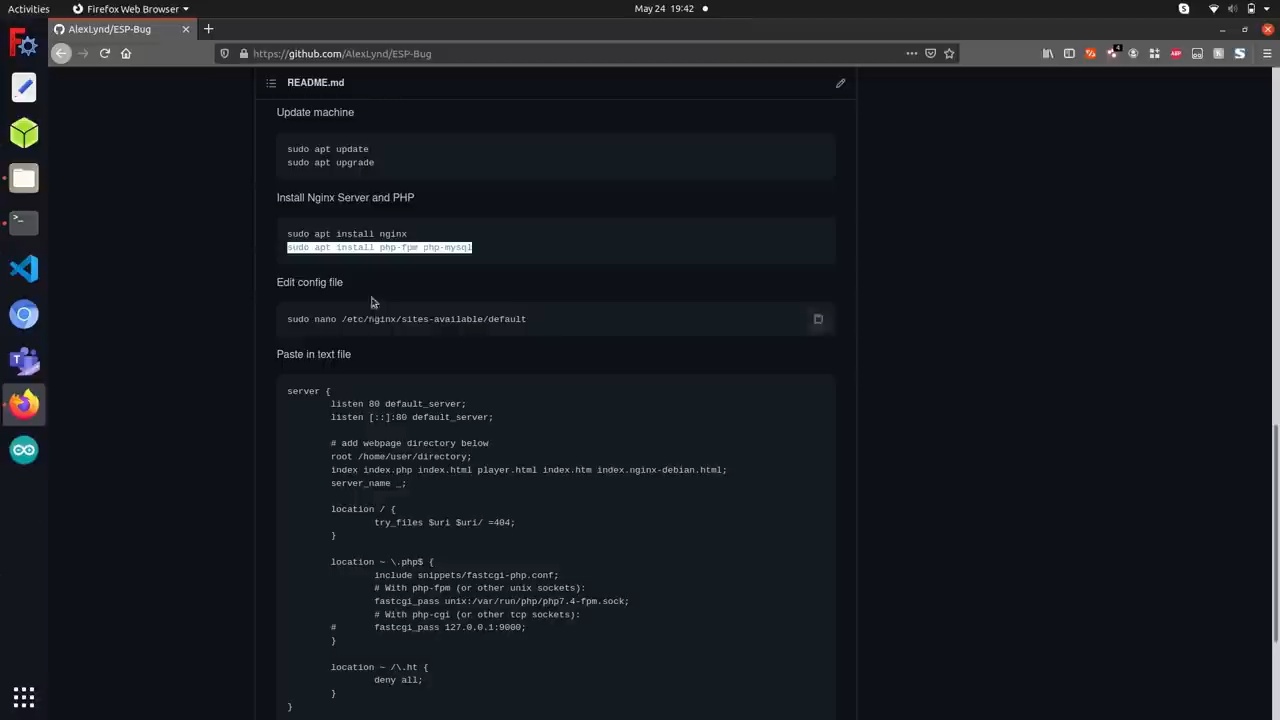 Activities
Firefox Web Browser
May 24 19:42
AlexLynd/ESP-Bug
https://github.com/AlexLynd/ESP-Bug
4
ABP
README.md
Update machine
sudo apt update
sudo apt upgrade
Install Nginx Server and PHP
sudo apt install nginx
sudo apt install php-fpm php-mysql
Edit config file
sudo nano /etc/nginx/sites-available/default
Paste in text file
server {
listen 80 default_server;
listen [::]:80 default_server;
# add webpage directory below
root /home/user/directory;
index index.php index.html player.html index.htm index.nginx-debian.html;
server_name _;
location / {
try_files $uri $uri/ =404;
}
location ~ \.php$ {
include snippets/fastcgi-php.conf;
# With php-fpm (or other unix sockets):
fastcgi_pass unix:/var/run/php/php7.4-fpm.sock;
# With php-cgi (or other tcp sockets):
# fastcgi_pass 127.0.0.1:9000;
}
location ~ /\.ht {
deny all;
}
}